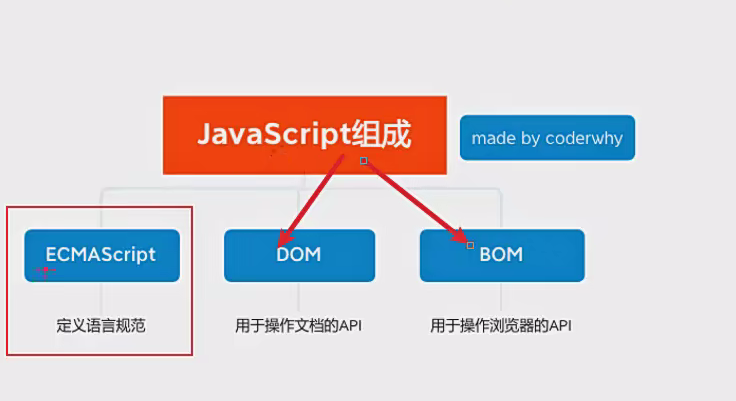 JavaScript组成
made by coderwhy
ECMAScript
DOM
BOM
定义语言规范
用于操作文档的API
用于操作浏览器的API